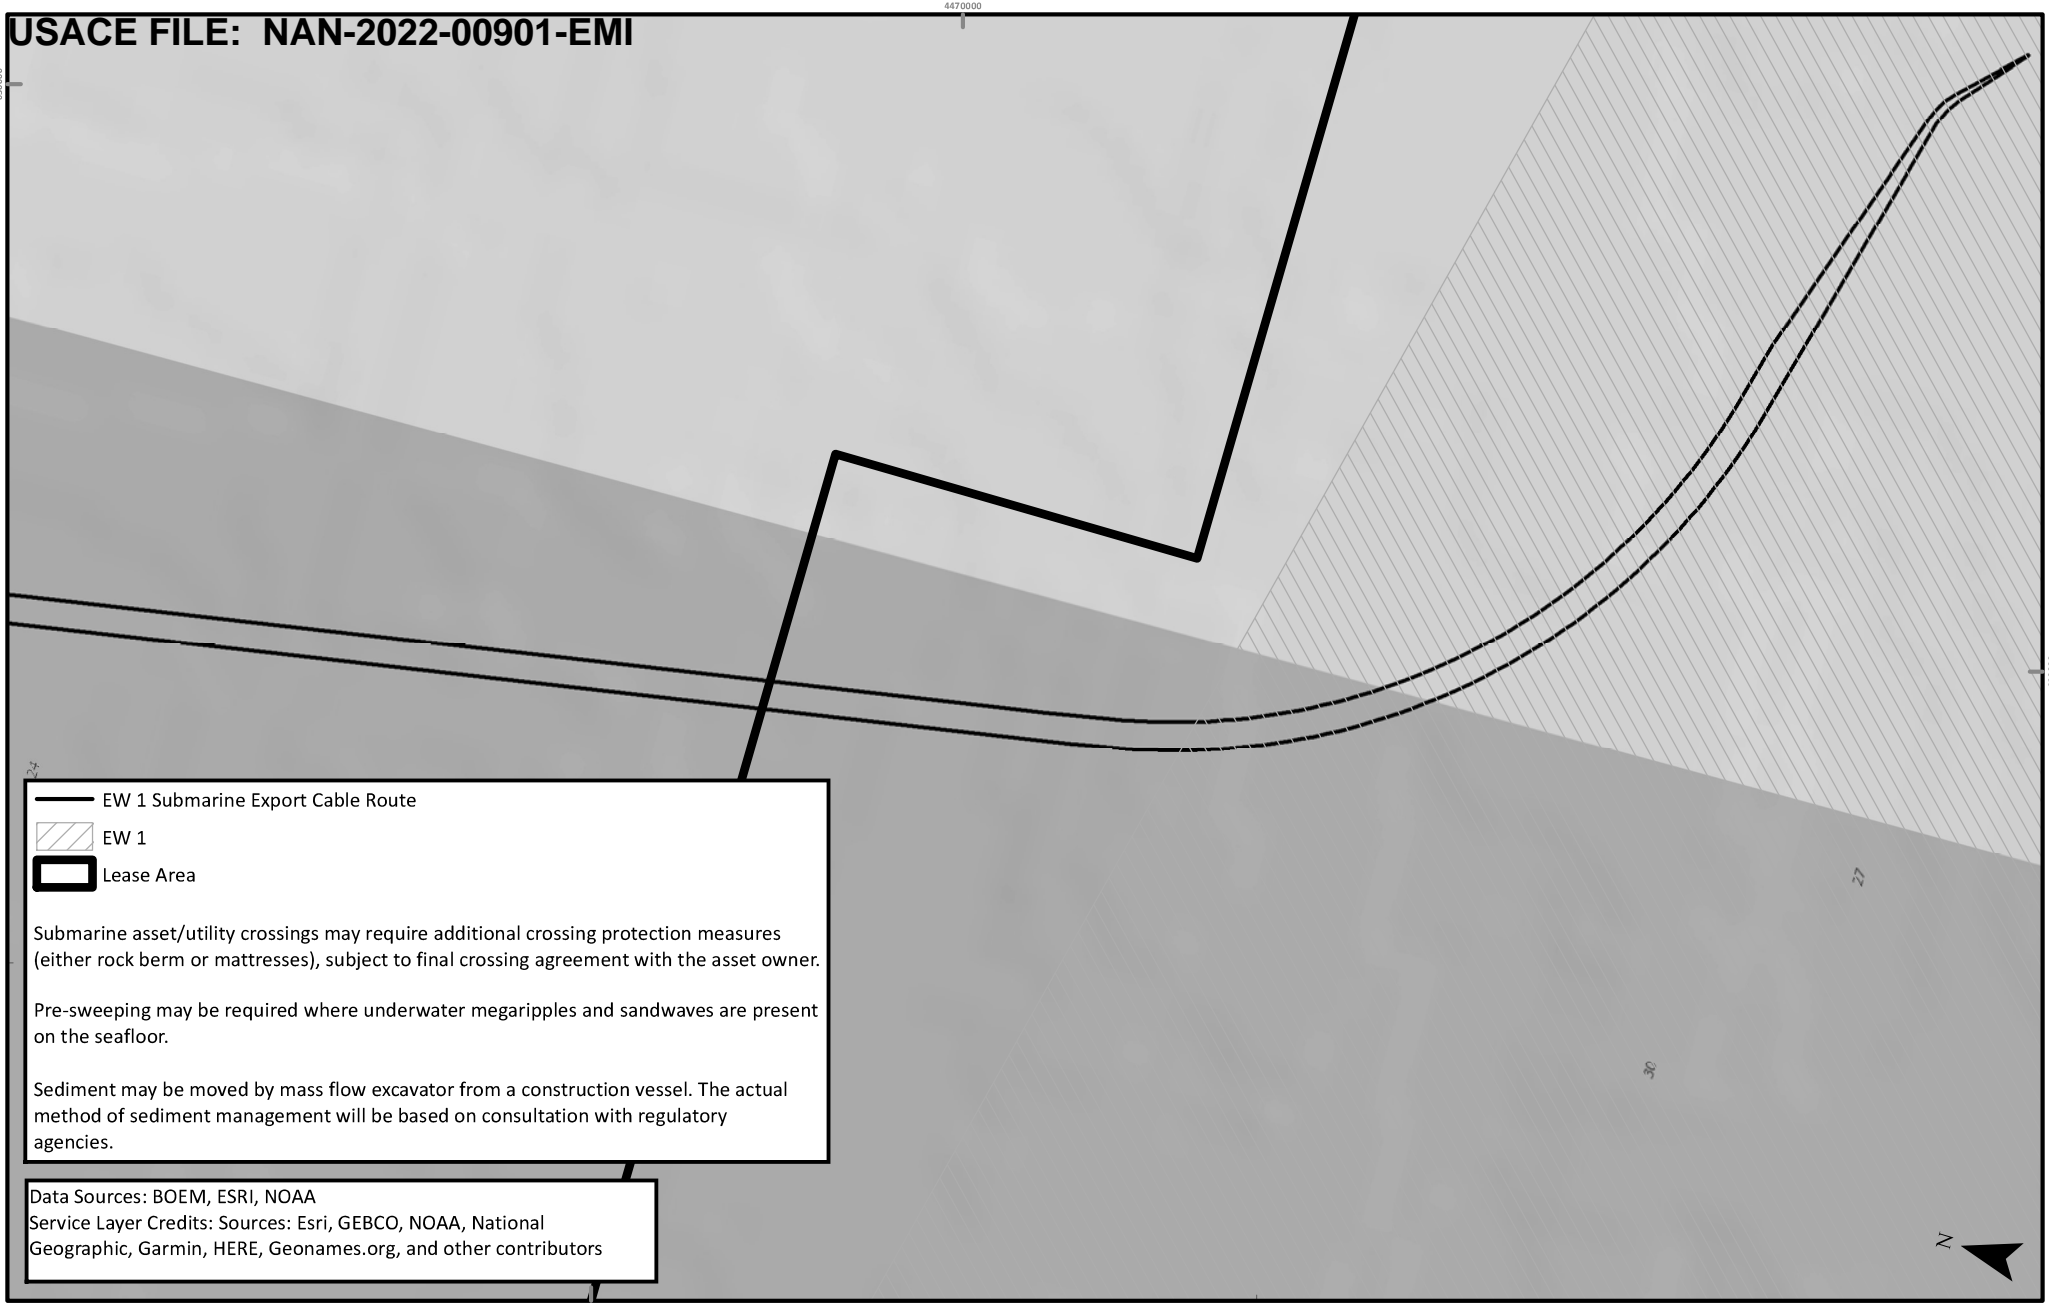 4470000
USACE FILE:  NAN-2022-00901-EMI
24
EW 1 Submarine Export Cable Route
EW 1
Lease Area
Submarine asset/utility crossings may require additional crossing protection measures
(either rock berm or mattresses), subject to final crossing agreement with the asset owner.
Pre-sweeping may be required where underwater megaripples and sandwaves are present
on the seafloor.
Sediment may be moved by mass flow excavator from a construction vessel. The actual
method of sediment management will be based on consultation with regulatory
agencies.
27
30
Data Sources: BOEM, ESRI, NOAA
Service Layer Credits: Sources: Esri, GEBCO, NOAA, National
Geographic, Garmin, HERE, Geonames.org, and other contributors
N